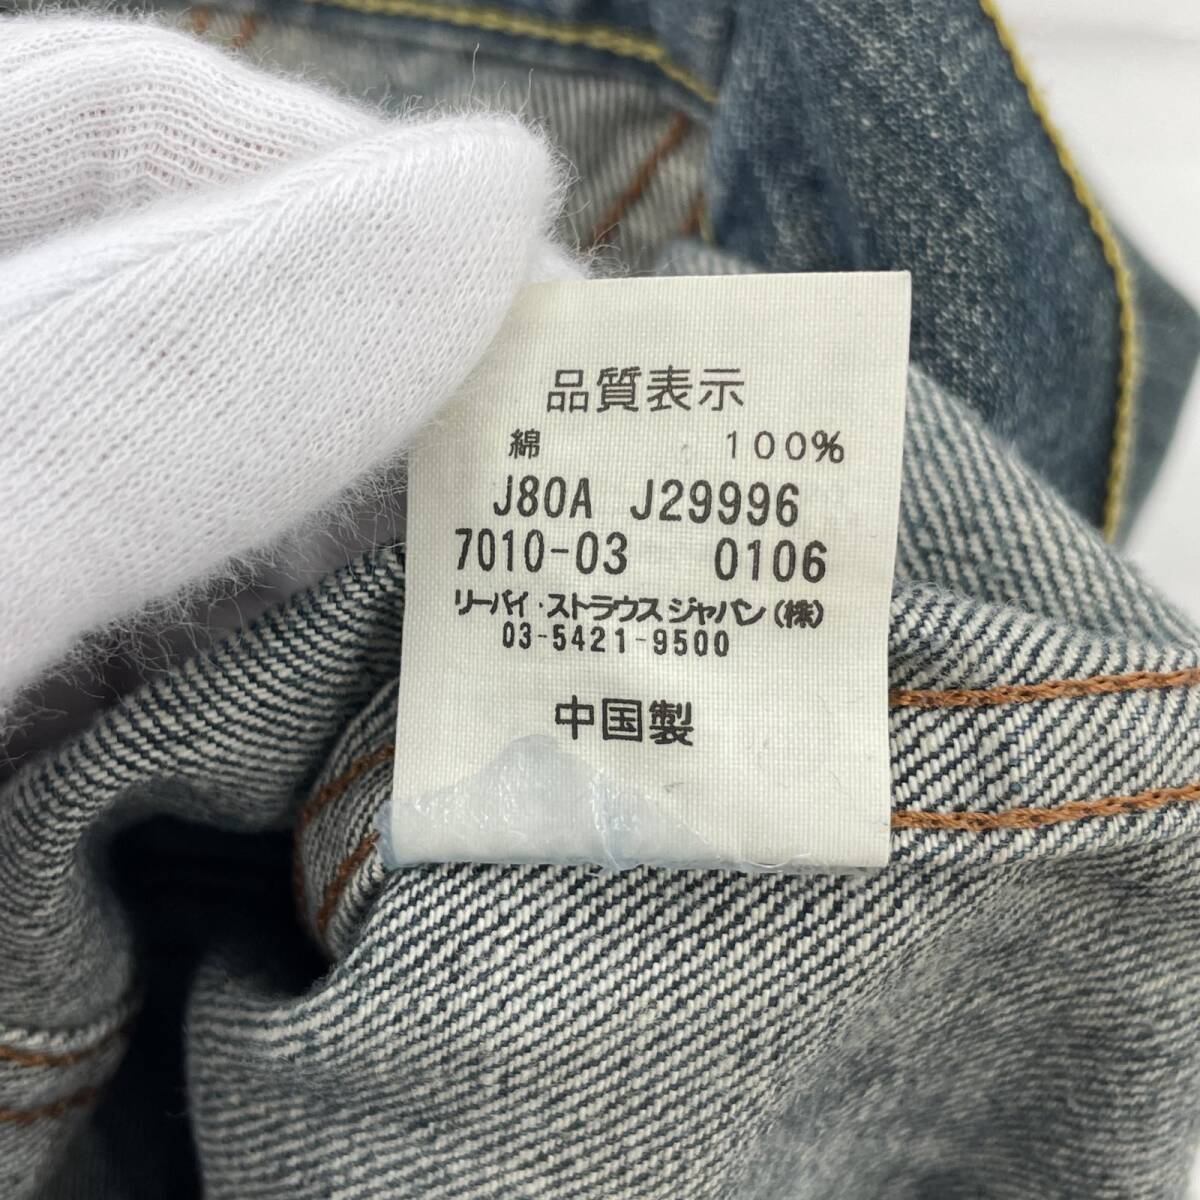 品質表示
綿 100%
J80A J29996
7010-03 0106
リーバイ・ストラウス ジャパン(株)
03-5421-9500
中国製